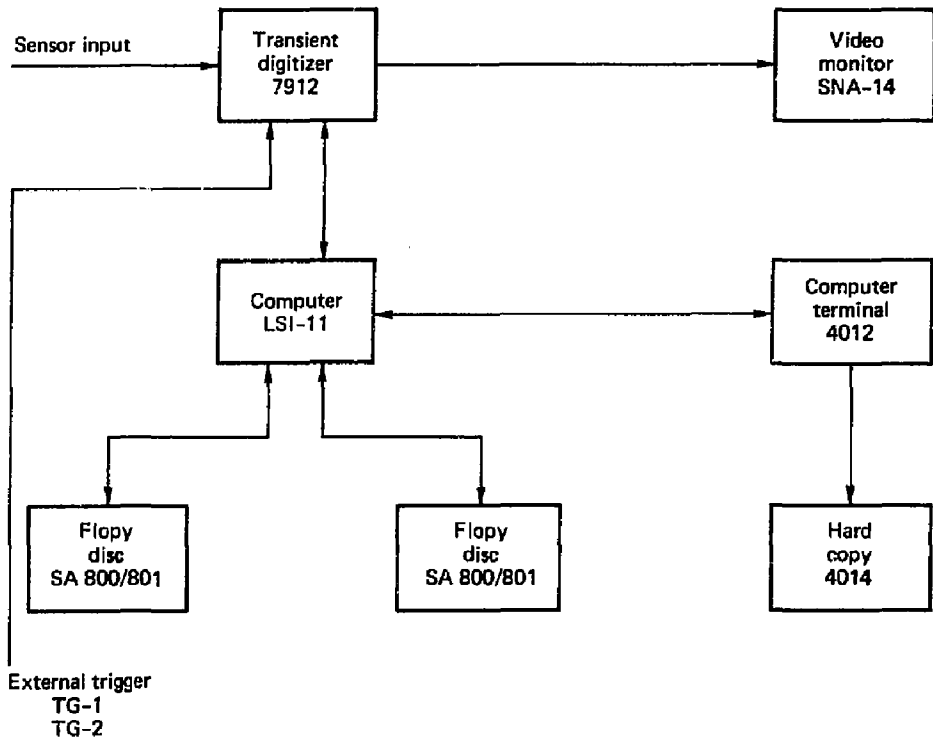 Sensor input
Transient
digitizer
7912
Video
monitor
SNA-14
Computer
LSI-11
Computer
terminal
4012
Flopy
disc
SA 800/801
Flopy
disc
SA 800/801
Hard
copy
4014
External trigger
TG-1
TG-2